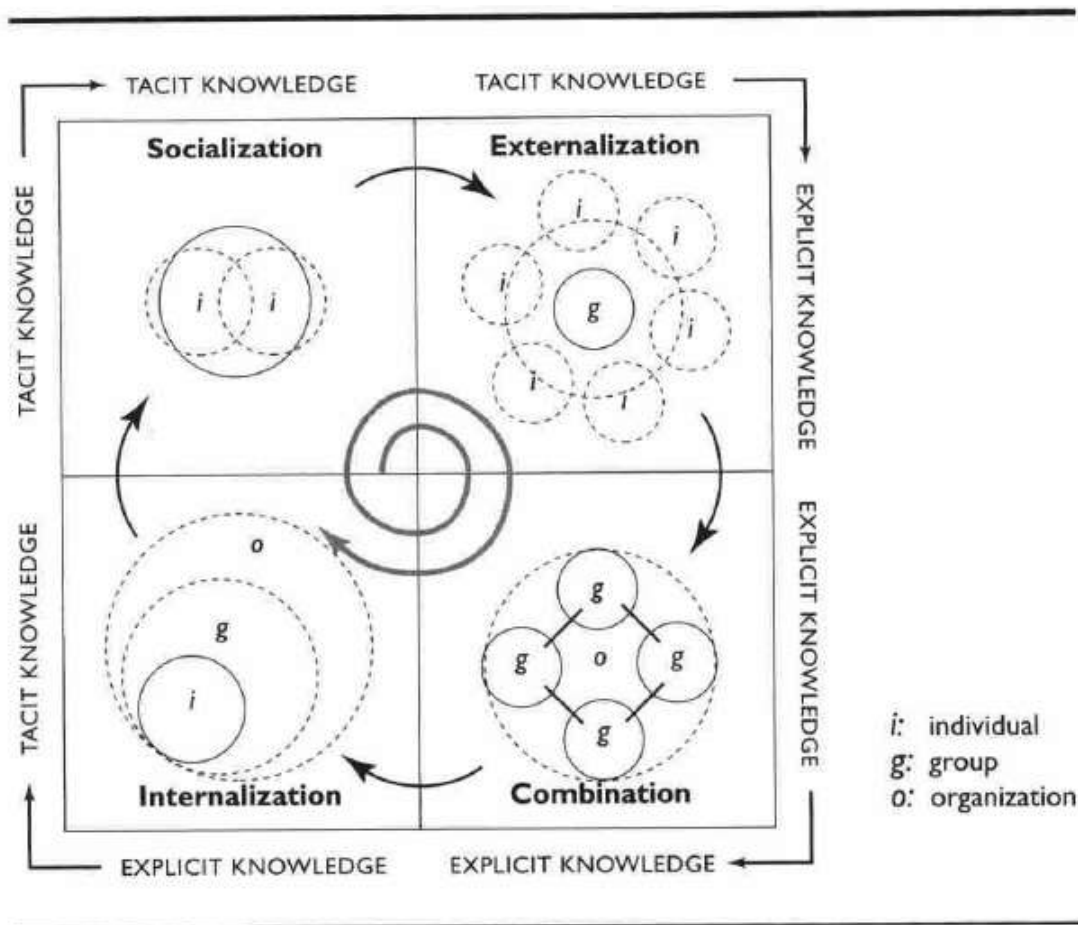 TACIT KNOWLEDGE
TACIT KNOWLEDGE
Socialization
Externalization
TACIT KNOWLEDGE
EXPLICIT KNOWLEDGE
i
i
i
i
i
i
i
i
g
TACIT KNOWLEDGE
EXPLICIT KNOWLEDGE
o
g
i
g
g
o
g
g
Internalization
Combination
EXPLICIT KNOWLEDGE
EXPLICIT KNOWLEDGE
i: individual
g: group
o: organization